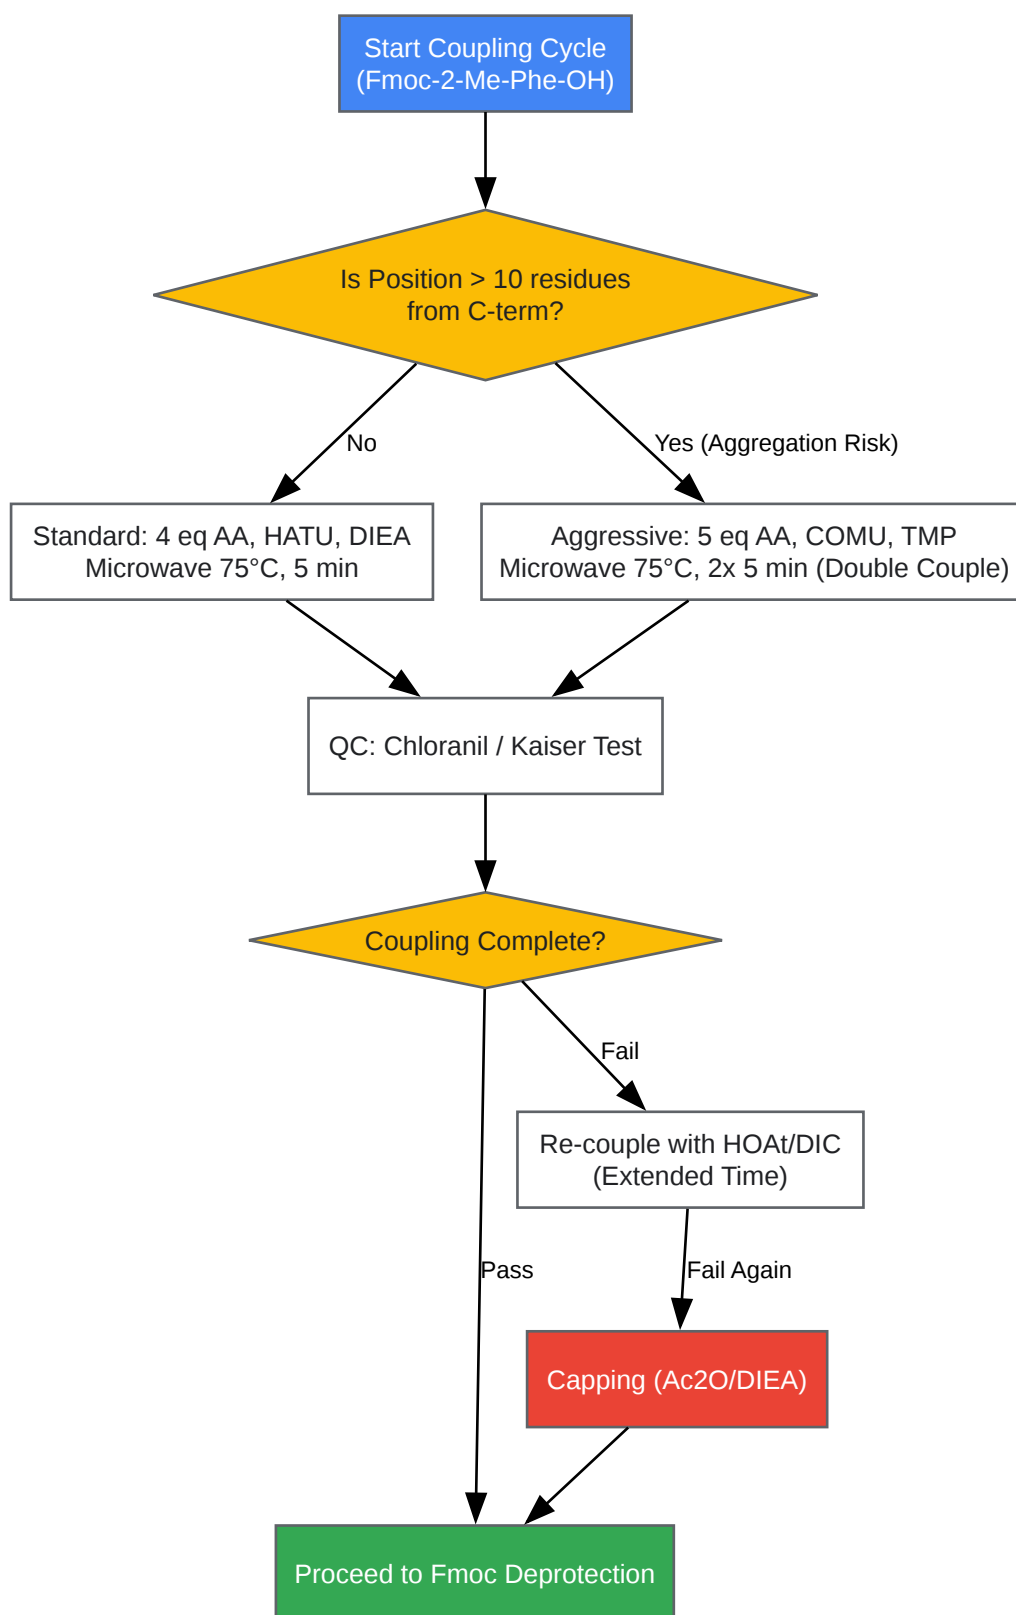 Start Coupling Cycle
(Fmoc-2-Me-Phe-OH)
Is Position > 10 residues
from C-term?
No
Yes (Aggregation Risk)
Standard: 4 eq AA, HATU, DIEA
Microwave 75°C, 5 min
Aggressive: 5 eq AA, COMU, TMP
Microwave 75°C, 2x 5 min (Double Couple)
QC: Chloranil / Kaiser Test
Coupling Complete?
Fail
Re-couple with HOAt/DIC
(Extended Time)
Pass
Fail Again
Capping (Ac2O/DIEA)
Proceed to Fmoc Deprotection